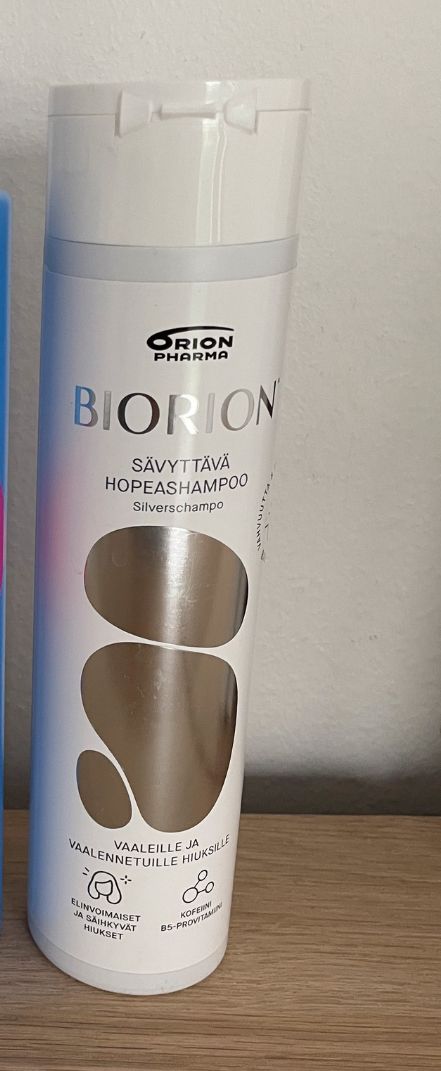 ORION
PHARMA
BIORION
SÄVYTTÄVÄ
HOPEASHAMPOO
Silverschampo
VAALEILLE JA
VAALENNETUILLE HIUKSILLE
ELINVOIMAISET
JA SÄIHKYVÄT
HIUKSET
KOFEIINI
B5-PROVITAMIINI